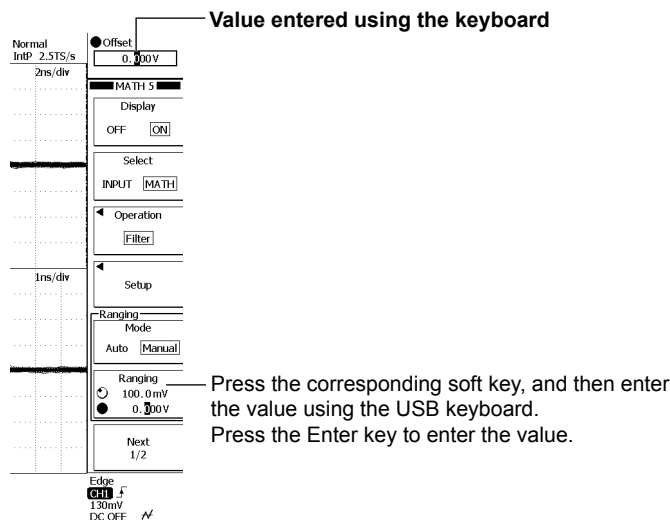 Value entered using the keyboard
Normal
IntP 2.5TS/s
2ns/div
Offset
0.000V
MATH 5
Display
OFF ON
Select
INPUT MATH
Operation
Filter
1ns/div
Setup
Ranging
Mode
Auto Manual
Ranging
100.0mV
0.000V
Press the corresponding soft key, and then enter
the value using the USB keyboard.
Press the Enter key to enter the value.
Next
1/2
Edge
CH1
130mV
DC OFF